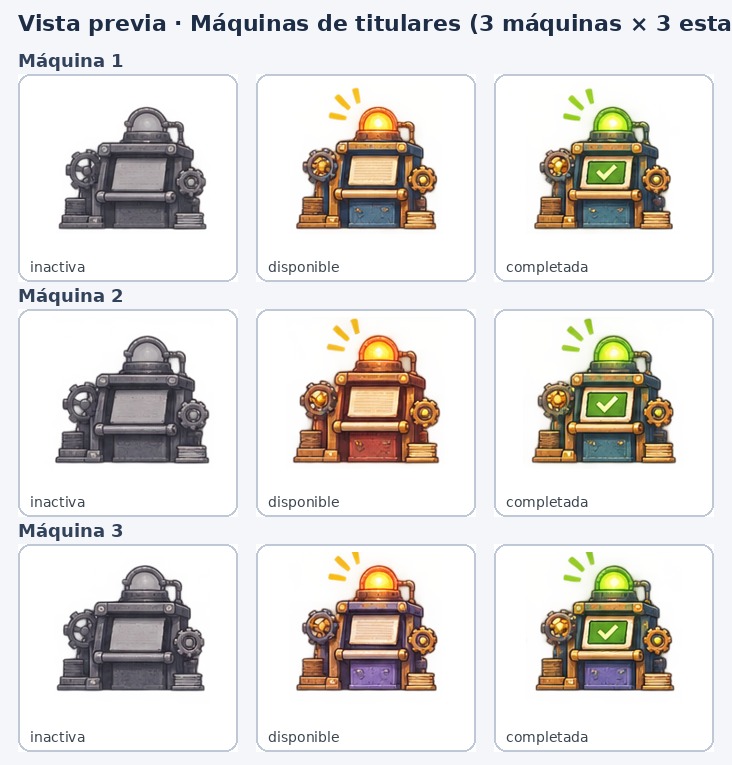 Vista previa · Máquinas de titulares (3 máquinas × 3 esta
Máquina 1
inactiva disponible completada
Máquina 2
inactiva disponible completada
Máquina 3
inactiva disponible completada